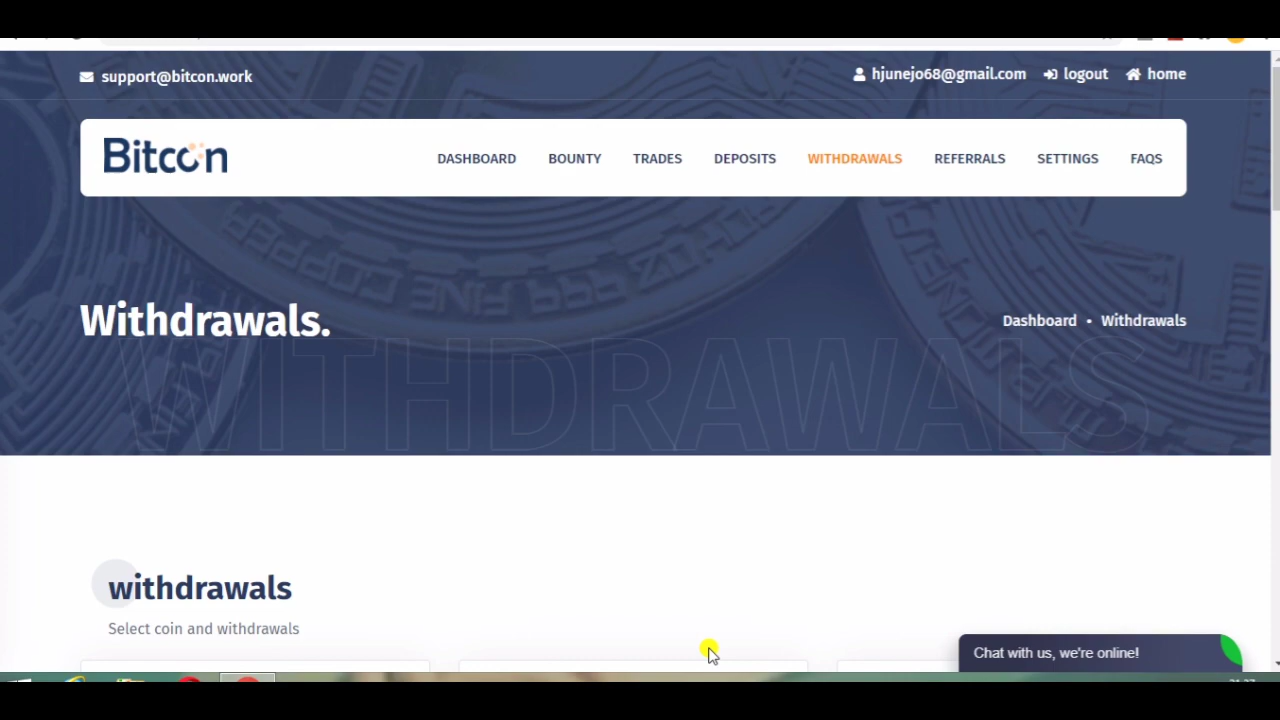 support@bitcon.work
hjunejo68@gmail.com logout home
Bitcon
DASHBOARD BOUNTY TRADES DEPOSITS WITHDRAWALS REFERRALS SETTINGS FAQS
Withdrawals.
Dashboard • Withdrawals
WITHDRAWALS
withdrawals
Select coin and withdrawals
Chat with us, we're online!